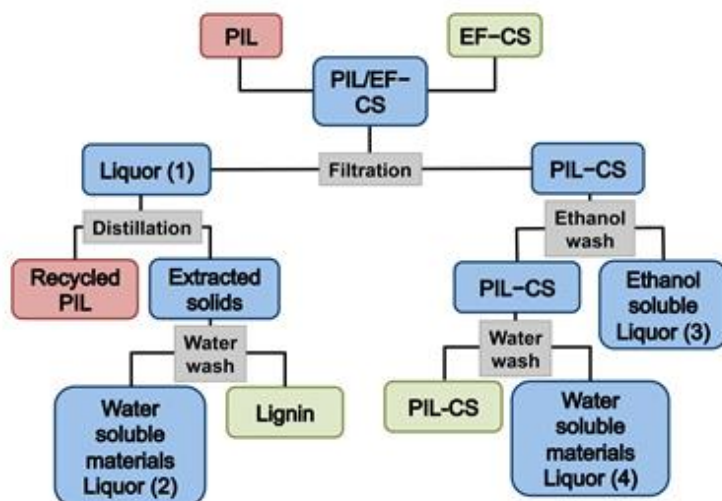 PIL
EF-CS
PIL/EF-
CS
Liquor (1)
Filtration
PIL-CS
Distillation
Ethanol
wash
Recycled
PIL
Extracted
solids
PIL-CS
Ethanol
soluble
Liquor (3)
Water
wash
Water
wash
Water
soluble
materials
Liquor (2)
Lignin
PIL-CS
Water
soluble
materials
Liquor (4)